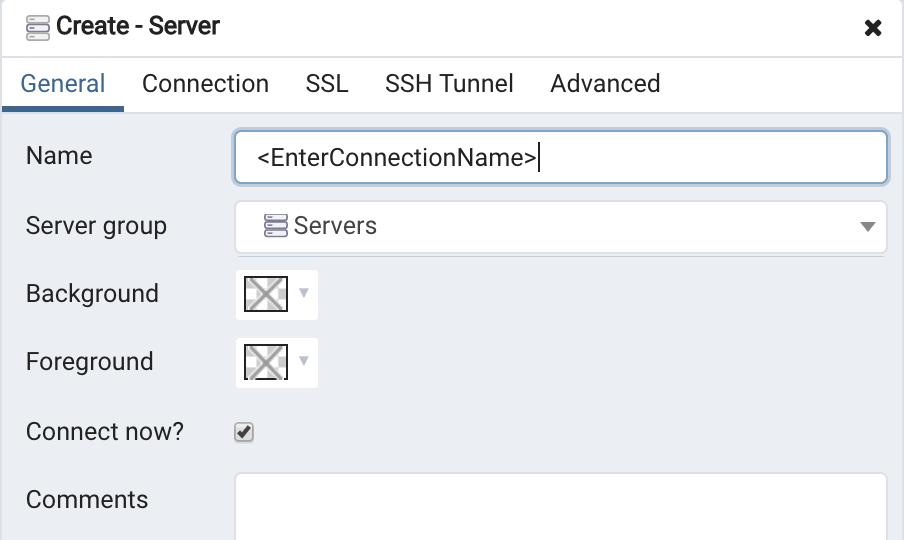 Create - Server
General Connection SSL SSH Tunnel Advanced
Name <EnterConnectionName>
Server group Servers
Background
Foreground
Connect now?
Comments